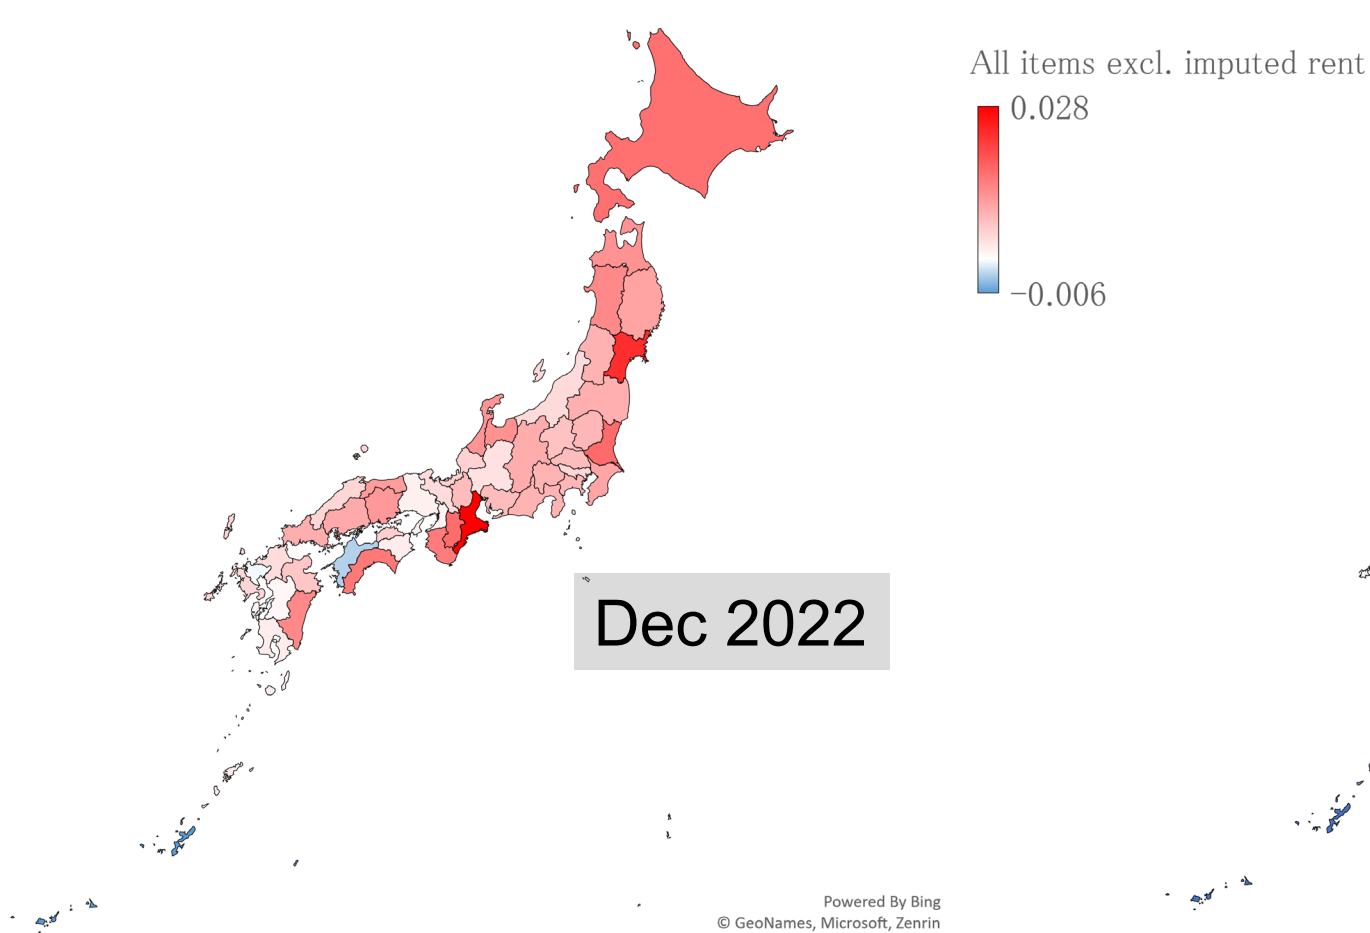 All items excl. imputed rent
0.028
−0.006
Dec 2022
Powered By Bing
© GeoNames, Microsoft, Zenrin